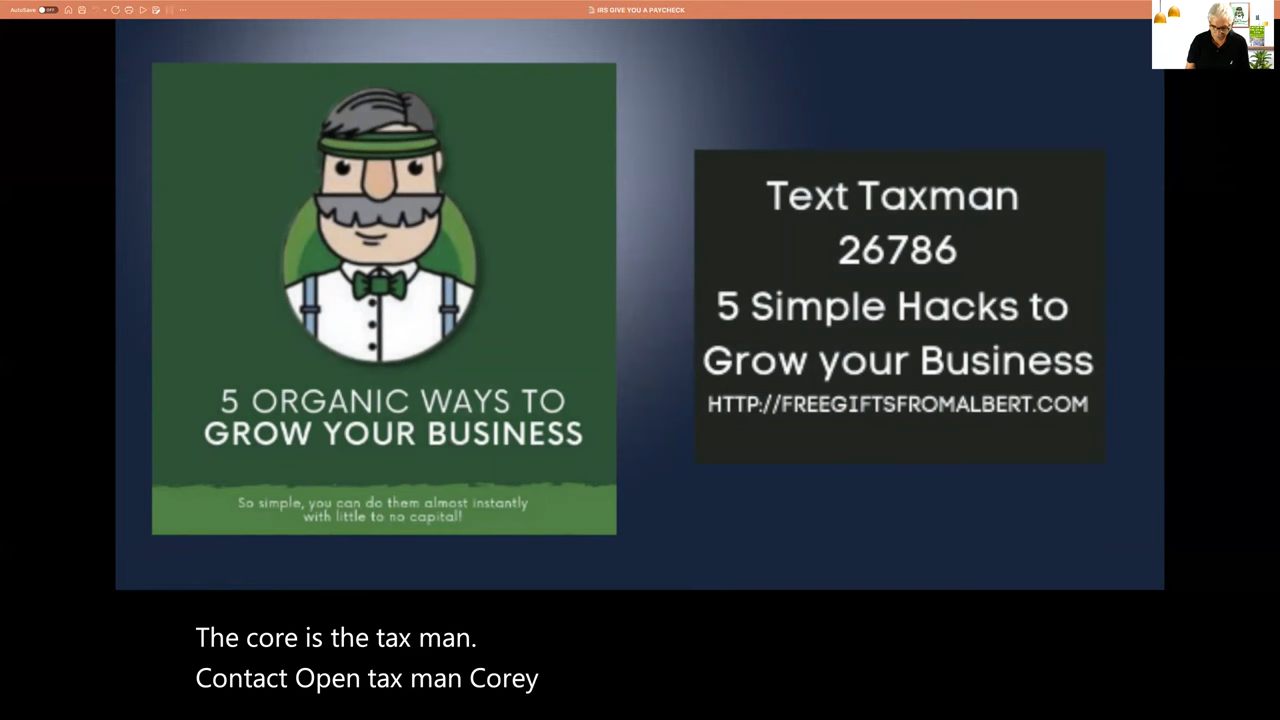 AutoSave
OFF
IRS GIVE YOU A PAYCHECK
5 ORGANIC WAYS TO
GROW YOUR BUSINESS
So simple, you can do them almost instantly
with little to no capital!
Text Taxman
26786
5 Simple Hacks to
Grow your Business
HTTP://FREEGIFTSFROMALBERT.COM
The core is the tax man.
Contact Open tax man Corey